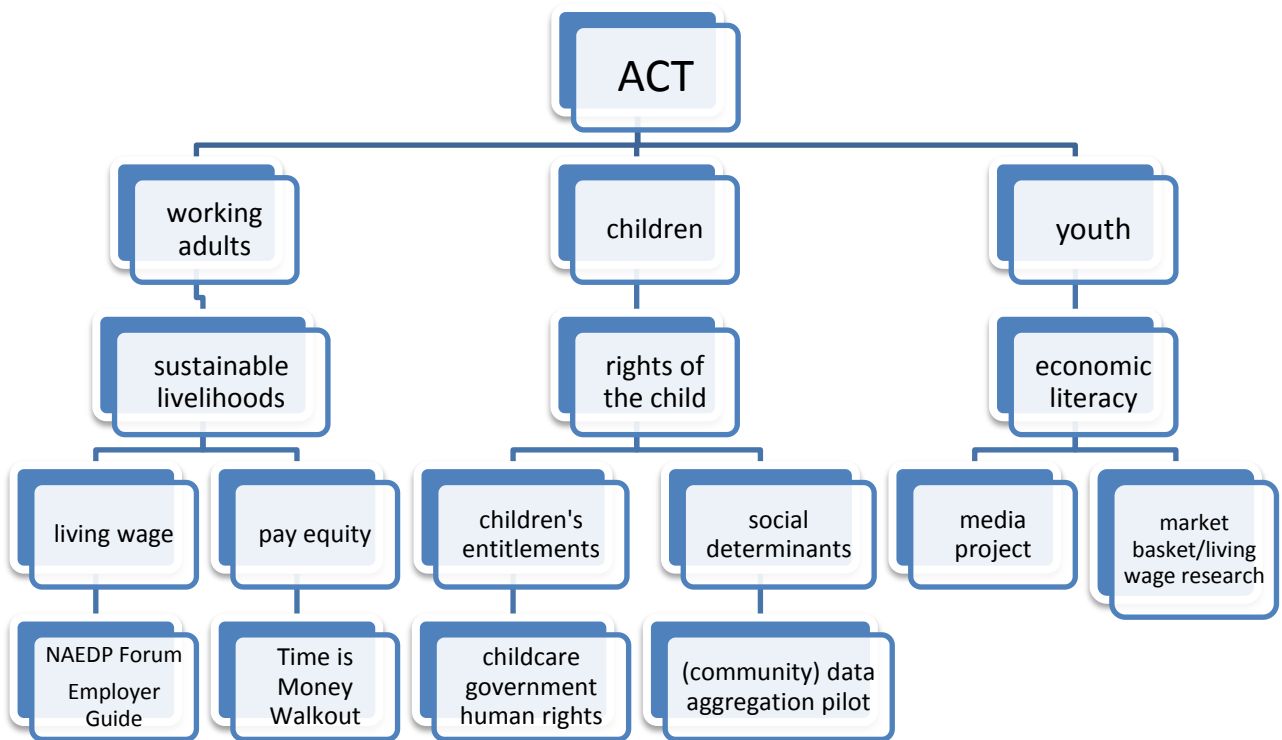 ACT
working
adults
children
youth
sustainable
livelihoods
rights of
the child
economic
literacy
living wage
pay equity
children's
entitlements
social
determinants
media
project
market
basket/living
wage research
NAEDP Forum
Employer
Guide
Time is
Money
Walkout
childcare
government
human rights
(community) data
aggregation pilot